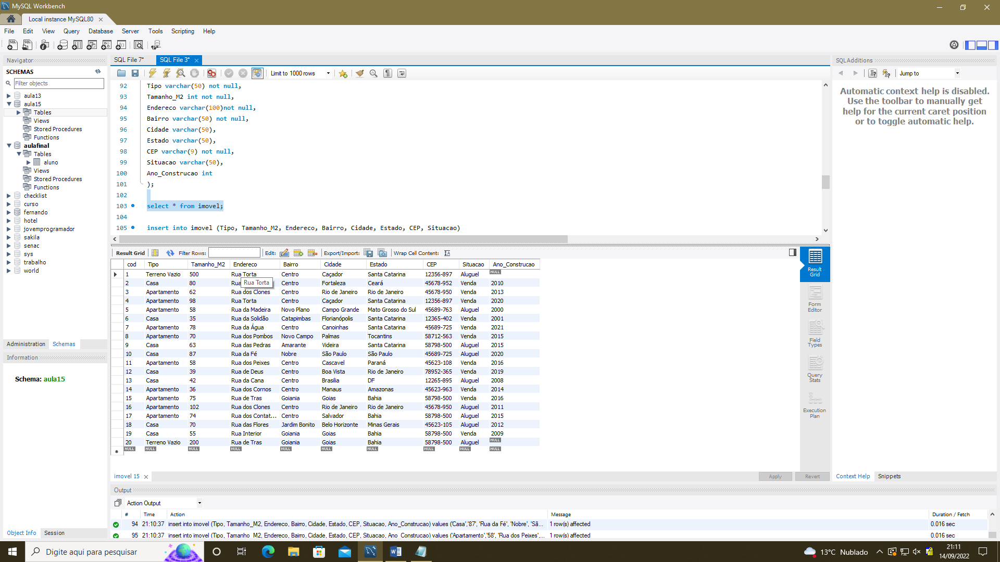 MySQL Workbench
Local instance MySQL80
File Edit View Query Database Server Tools Scripting Help
Navigator
SCHEMAS
Filter objects
aula13
aula15
Tables
Views
Stored Procedures
Functions
aulafinal
Tables
aluno
Views
Stored Procedures
Functions
checklist
curso
fernando
hotel
jovemprogramador
sakila
senac
sys
trabalho
world
Administration Schemas
Information
Schema: aula15
Object Info Session
SQL File 7* SQL File 3*
Limit to 1000 rows
92 Tipo varchar(50) not null,
93 Tamanho_M2 int not null,
94 Endereco varchar(100)not null,
95 Bairro varchar(50) not null,
96 Cidade varchar(50),
97 Estado varchar(50),
98 CEP varchar(9) not null,
99 Situacao varchar(50),
100 Ano_Construcao int
101 );
102
103 select * from imovel;
104
105 insert into imovel (Tipo, Tamanho_M2, Endereco, Bairro, Cidade, Estado, CEP, Situacao)
Result Grid Filter Rows: Edit: Export/Import: Wrap Cell Content:
cod Tipo Tamanho_M2 Endereco Bairro Cidade Estado CEP Situacao Ano_Construcao
1 Terreno Vazio 500 Rua Torta Centro Caçador Santa Catarina 12356-897 Aluguel NULL
2 Casa 80 Rua Centro Fortaleza Ceará 45678-952 Venda 2010
Rua Torta
3 Apartamento 62 Rua dos Clones Centro Rio de Janeiro Rio de Janeiro 45678-950 Venda 2013
4 Apartamento 98 Rua Torta Centro Caçador Santa Catarina 12356-897 Venda 2020
5 Apartamento 58 Rua da Madeira Novo Plano Campo Grande Mato Grosso do Sul 45689-763 Aluguel 2000
6 Casa 35 Rua da Solidão Catapimbas Florianópolis Santa Catarina 12365-402 Venda 2001
7 Apartamento 78 Rua da Água Centro Canoinhas Santa Catarina 45689-725 Venda 2021
8 Apartamento 70 Rua dos Pombos Novo Campo Palmas Tocantins 58712-563 Venda 2015
9 Casa 63 Rua das Pedras Amarante Videira Santa Catarina 58798-500 Aluguel 2015
10 Casa 87 Rua da Fé Nobre São Paulo São Paulo 45689-725 Aluguel 2020
11 Apartamento 58 Rua dos Peixes Centro Cascavel Paraná 45623-108 Venda 2016
12 Casa 39 Rua de Deus Centro Boa Vista Rio de Janeiro 78952-365 Venda 2019
13 Casa 42 Rua da Cana Centro Brasilia DF 12265-895 Aluguel 2008
14 Apartamento 36 Rua dos Cornos Centro Manaus Amazonas 45623-963 Venda 2014
15 Apartamento 75 Rua de Tras Goiania Goias Bahia 58798-500 Venda 2016
16 Apartamento 102 Rua dos Clones Centro Rio de Janeiro Rio de Janeiro 45678-950 Aluguel 2011
17 Apartamento 74 Rua dos Contat... Centro Salvador Bahia 58798-500 Aluguel 2015
18 Casa 70 Rua das Flores Jardim Bonito Belo Horizonte Minas Gerais 45623-105 Aluguel 2012
19 Casa 55 Rua Interior Goiania Goias Bahia 58798-500 Venda 2009
20 Terreno Vazio 200 Rua de Tras Goiania Goias Bahia 58798-500 Aluguel NULL
NULL NULL NULL NULL NULL NULL NULL NULL NULL NULL
Result Grid
Form Editor
Field Types
Query Stats
Execution Plan
imovel 15 Apply Revert
SQLAdditions
Jump to
Automatic context help is disabled.
Use the toolbar to manually get
help for the current caret position
or to toggle automatic help.
Context Help Snippets
Output
Action Output
# Time Action Message Duration / Fetch
94 21:10:37 insert into imovel (Tipo, Tamanho_M2, Endereco, Bairro, Cidade, Estado, CEP, Situacao, Ano_Construcao) values ('Casa','87', 'Rua da Fé', 'Nobre', 'Sã... 1 row(s) affected 0.016 sec
95 21:10:37 insert into imovel (Tipo, Tamanho_M2, Endereco, Bairro, Cidade, Estado, CEP, Situacao, Ano_Construcao) values ('Apartamento','58', 'Rua dos Peixes',... 1 row(s) affected 0.016 sec
Digite aqui para pesquisar
13°C Nublado
21:11
14/09/2022